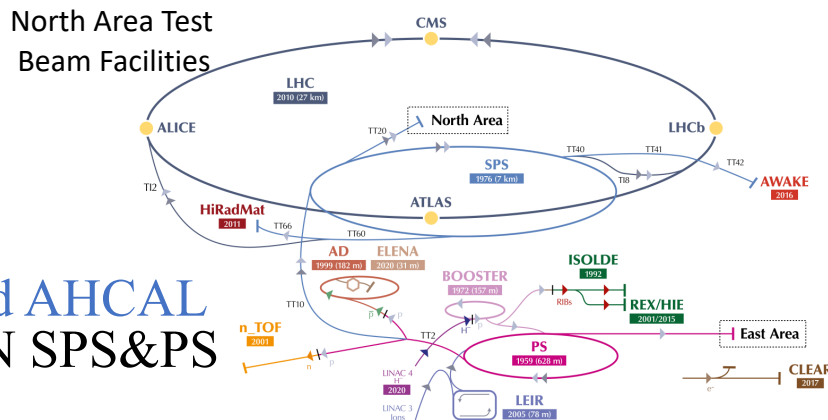 North Area Test
Beam Facilities
CMS
LHC
2010 (27 km)
ALICE
TT20
North Area
LHCb
SPS
1976 (7 km)
TT40
TT41
TT42
TI8
AWAKE
2016
TI2
HiRadMat
2011
TT66
TT60
ATLAS
AD
1999 (182 m)
ELENA
2020 (31 m)
BOOSTER
1972 (157 m)
ISOLDE
1992
RIBs
REX/HIE
2001/2015
p
p
H⁻
p
AHCAL
SPS&PS
TT10
TT2
n_TOF
2001
n
p
East Area
PS
1959 (628 m)
LINAC 4
H⁻
2020
LINAC 3
Ions
LEIR
2005 (78 m)
e⁻
CLEAR
2017